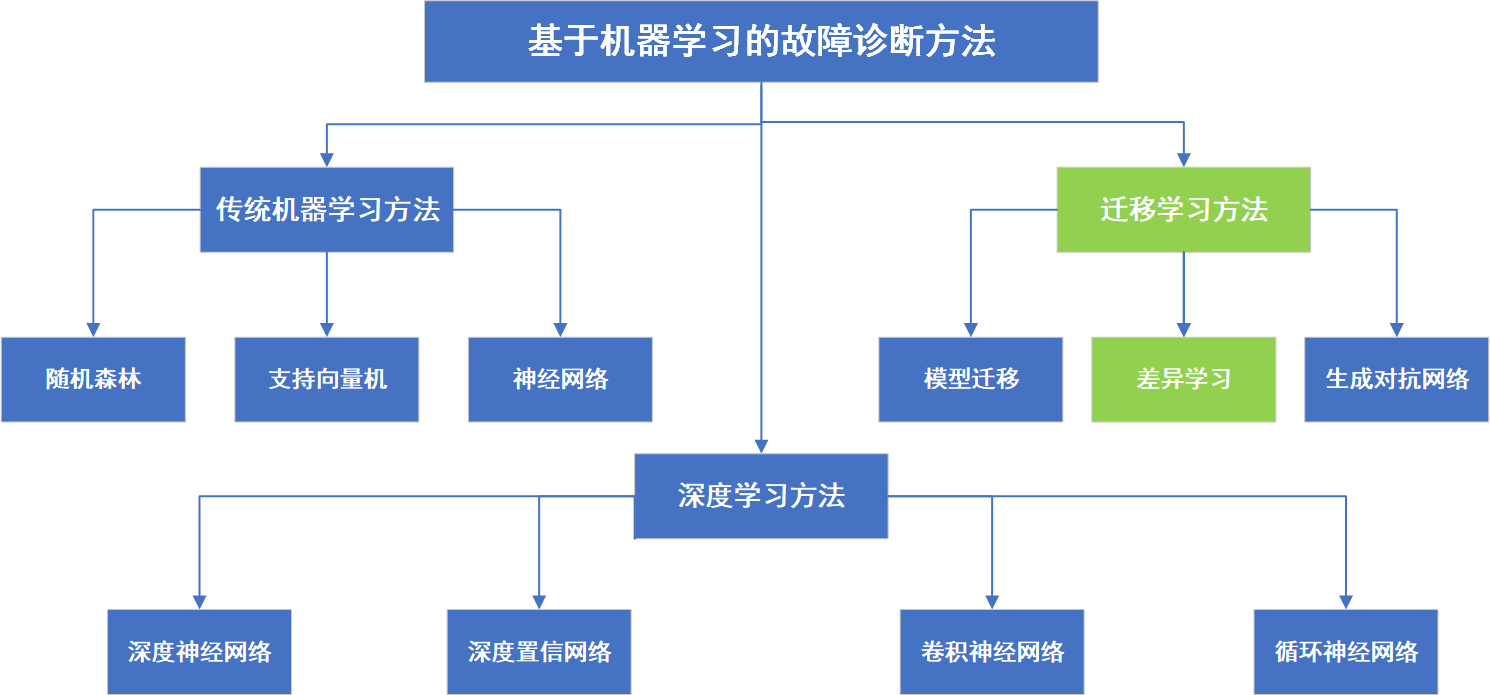 基于机器学习的故障诊断方法
传统机器学习方法
迁移学习方法
随机森林
支持向量机
神经网络
模型迁移
差异学习
生成对抗网络
深度学习方法
深度神经网络
深度置信网络
卷积神经网络
循环神经网络